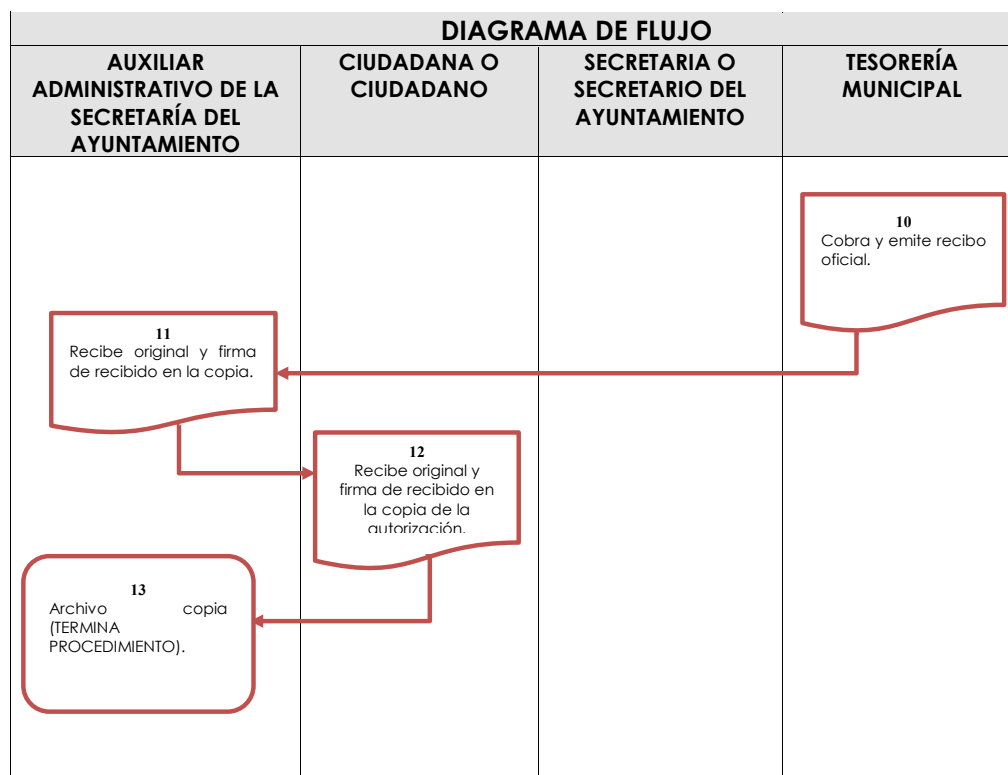 DIAGRAMA DE FLUJO
AUXILIAR
ADMINISTRATIVO DE LA
SECRETARÍA DEL
AYUNTAMIENTO
CIUDADANA O
CIUDADANO
SECRETARIA O
SECRETARIO DEL
AYUNTAMIENTO
TESORERÍA
MUNICIPAL
10
Cobra y emite recibo
oficial.
11
Recibe original y firma
de recibido en la copia.
12
Recibe original y
firma de recibido en
la copia de la
autorización.
13
Archivo copia
(TERMINA
PROCEDIMIENTO).